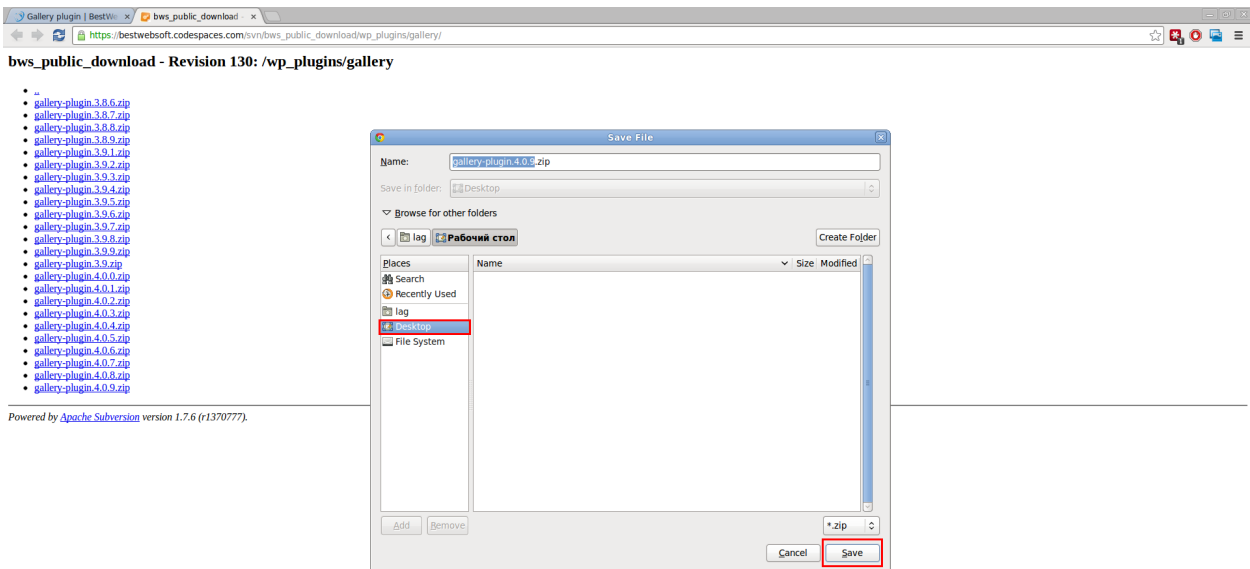 Gallery plugin | BestWe
bws_public_download
https://bestwebsoft.codespaces.com/svn/bws_public_download/wp_plugins/gallery/
bws_public_download - Revision 130: /wp_plugins/gallery
..
gallery-plugin.3.8.6.zip
gallery-plugin.3.8.7.zip
gallery-plugin.3.8.8.zip
gallery-plugin.3.8.9.zip
gallery-plugin.3.9.1.zip
gallery-plugin.3.9.2.zip
gallery-plugin.3.9.3.zip
gallery-plugin.3.9.4.zip
gallery-plugin.3.9.5.zip
gallery-plugin.3.9.6.zip
gallery-plugin.3.9.7.zip
gallery-plugin.3.9.8.zip
gallery-plugin.3.9.9.zip
gallery-plugin.3.9.zip
gallery-plugin.4.0.0.zip
gallery-plugin.4.0.1.zip
gallery-plugin.4.0.2.zip
gallery-plugin.4.0.3.zip
gallery-plugin.4.0.4.zip
gallery-plugin.4.0.5.zip
gallery-plugin.4.0.6.zip
gallery-plugin.4.0.7.zip
gallery-plugin.4.0.8.zip
gallery-plugin.4.0.9.zip
Powered by Apache Subversion version 1.7.6 (r1370777).
Save File
Name: gallery-plugin.4.0.9.zip
Save in folder: Desktop
Browse for other folders
lag Рабочий стол Create Folder
Places Name Size Modified
Search
Recently Used
lag
Desktop
File System
Add Remove *.zip
Cancel Save